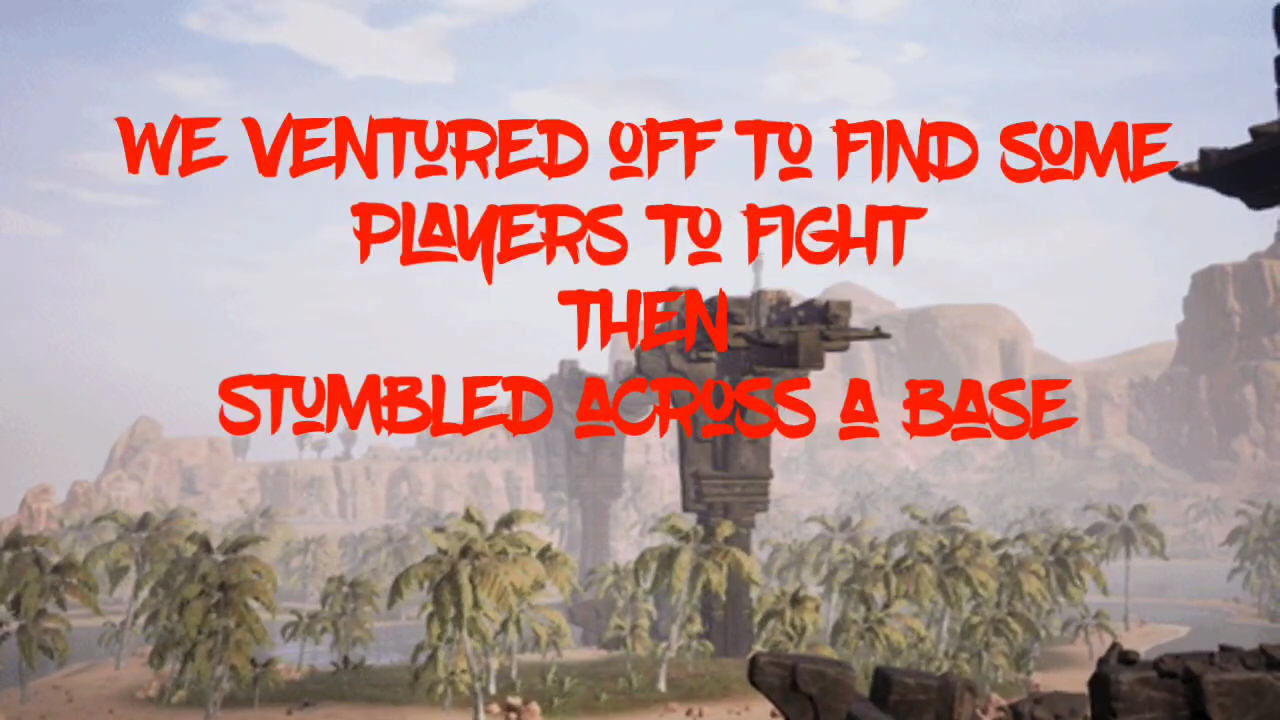 WE VENTURED OFF TO FIND SOME
PLAYERS TO FIGHT
THEN
STUMBLED ACROSS A BASE